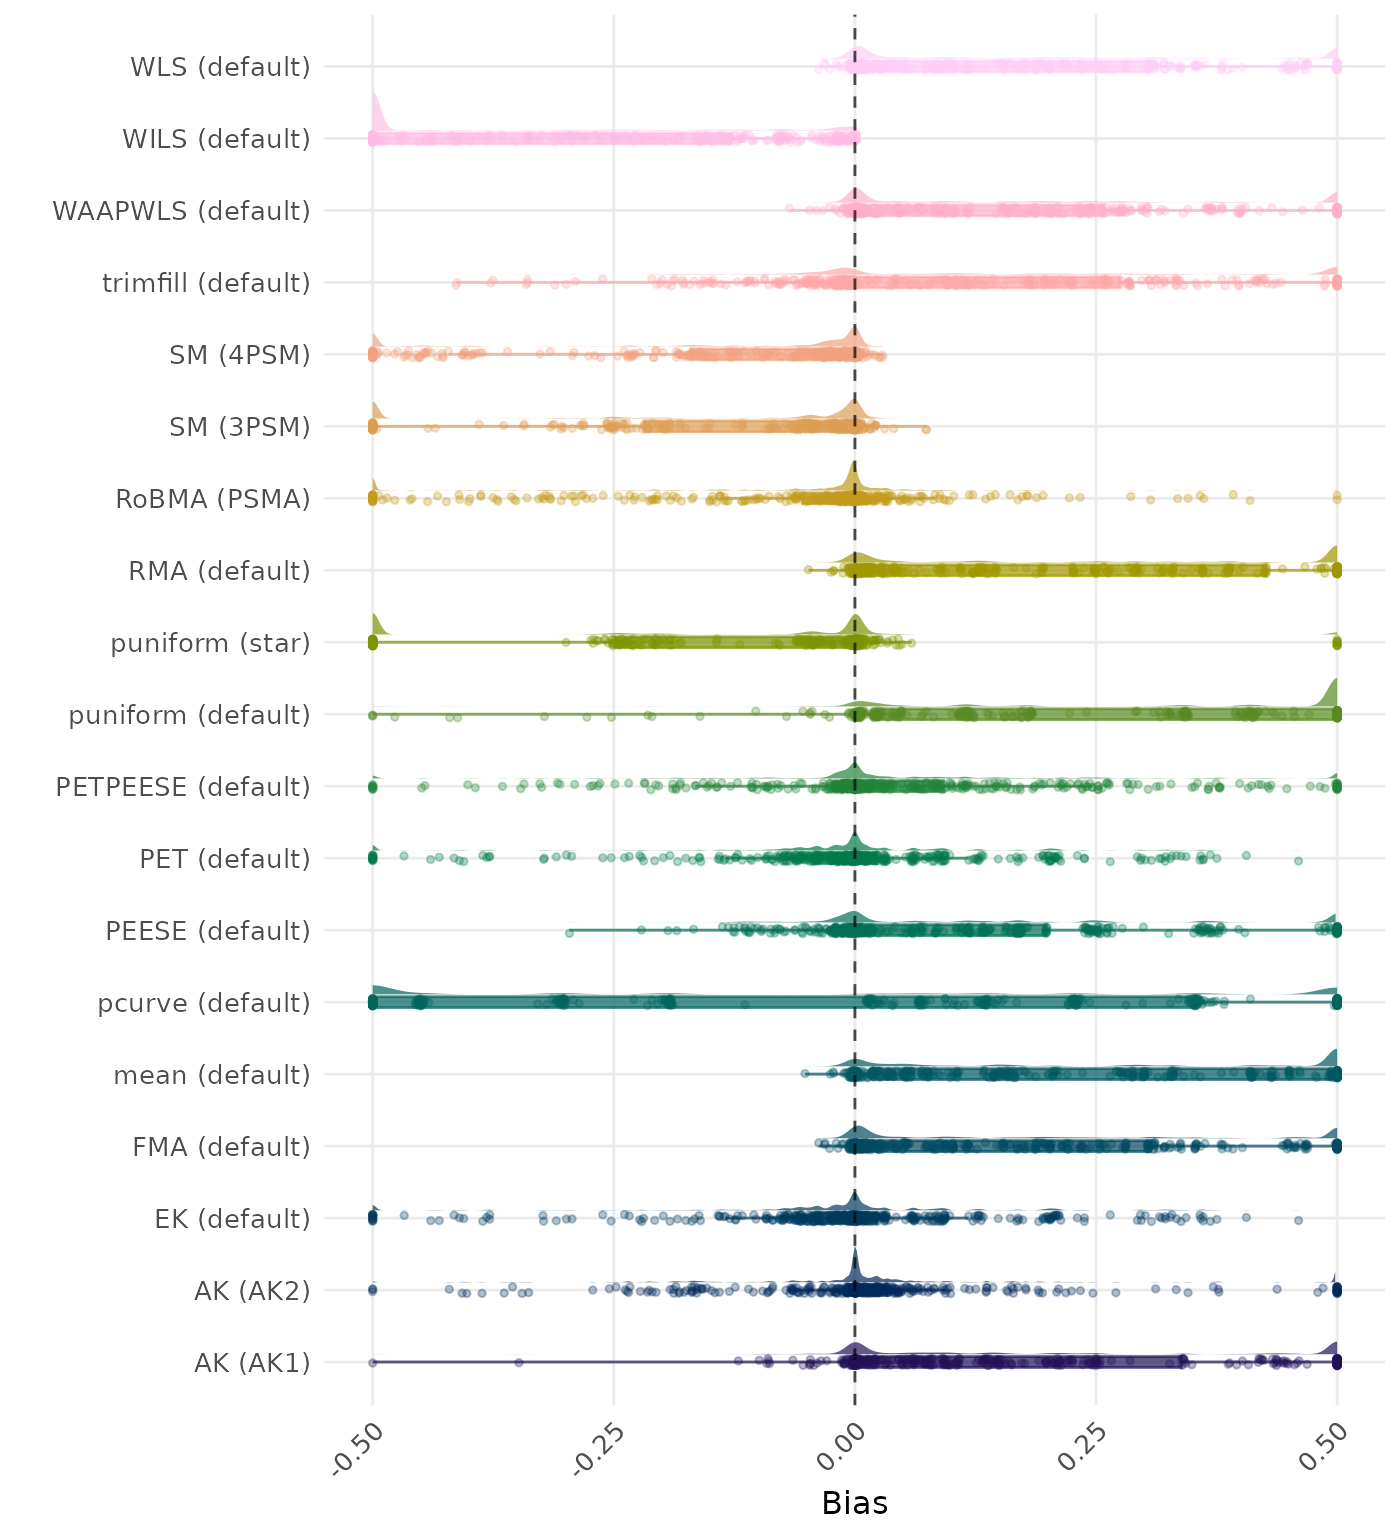 WLS (default)
WILS (default)
WAAPWLS (default)
trimfill (default)
SM (4PSM)
SM (3PSM)
RoBMA (PSMA)
RMA (default)
puniform (star)
puniform (default)
PETPEESE (default)
PET (default)
PEESE (default)
pcurve (default)
mean (default)
FMA (default)
EK (default)
AK (AK2)
AK (AK1)
-0.50
-0.25
0.00
0.25
0.50
Bias